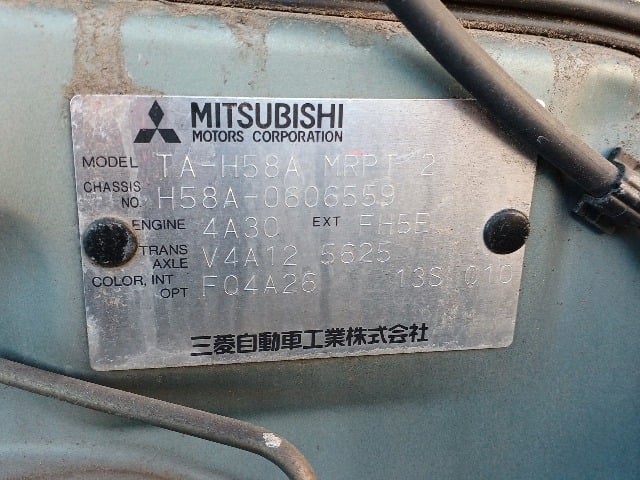 MITSUBISHI
MOTORS CORPORATION
MODEL TA-H58A MRPT 2
CHASSIS NO. H58A-0606559
ENGINE 4A30 EXT FH5E
TRANS AXLE V4A12 5625
COLOR, INT OPT FQ4A26 13S 010
三菱自動車工業株式会社